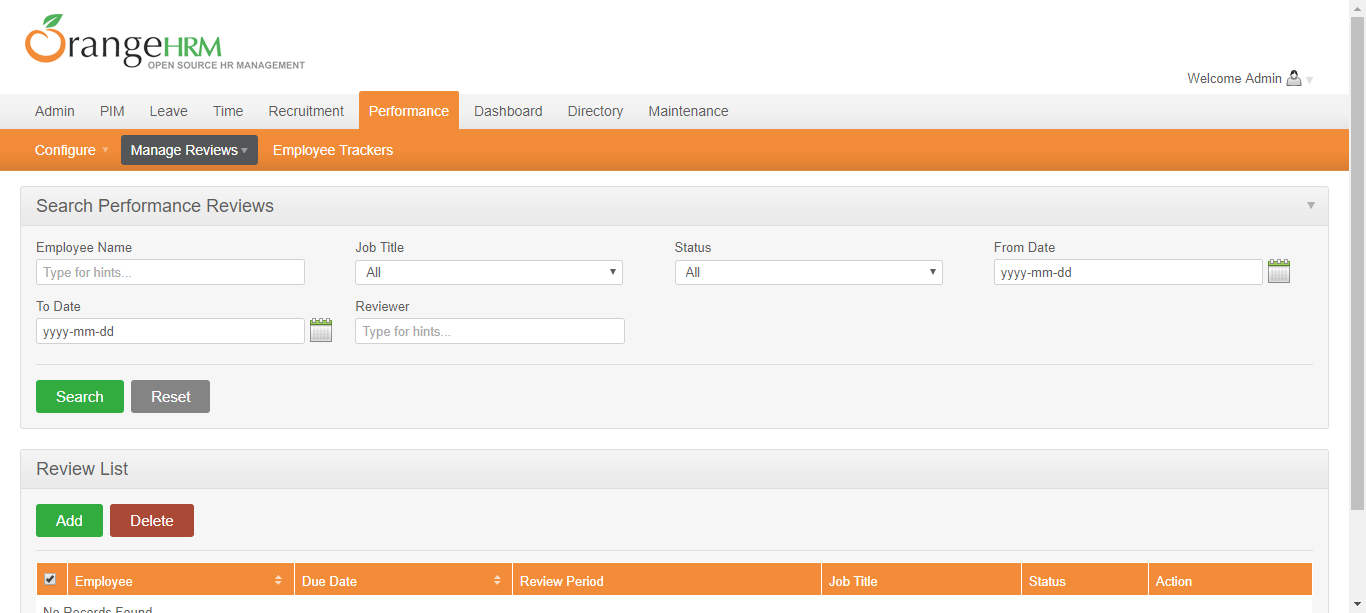 OrangeHRM
OPEN SOURCE HR MANAGEMENT
Welcome Admin
Admin PIM Leave Time Recruitment Performance Dashboard Directory Maintenance
Configure Manage Reviews Employee Trackers
Search Performance Reviews
Employee Name Job Title Status From Date
Type for hints... All All yyyy-mm-dd
To Date Reviewer
yyyy-mm-dd Type for hints...
Search Reset
Review List
Add Delete
Employee Due Date Review Period Job Title Status Action
No Records Found